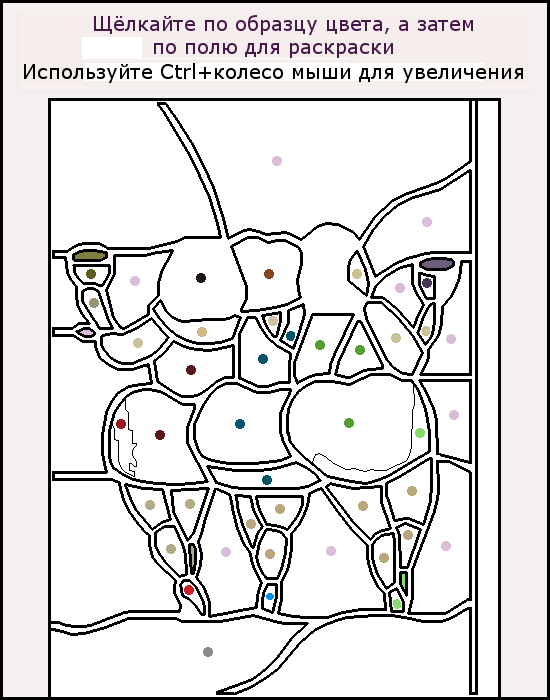 Щёлкайте по образцу цвета, а затем
по полю для раскраски
Используйте Ctrl+колесо мыши для увеличения